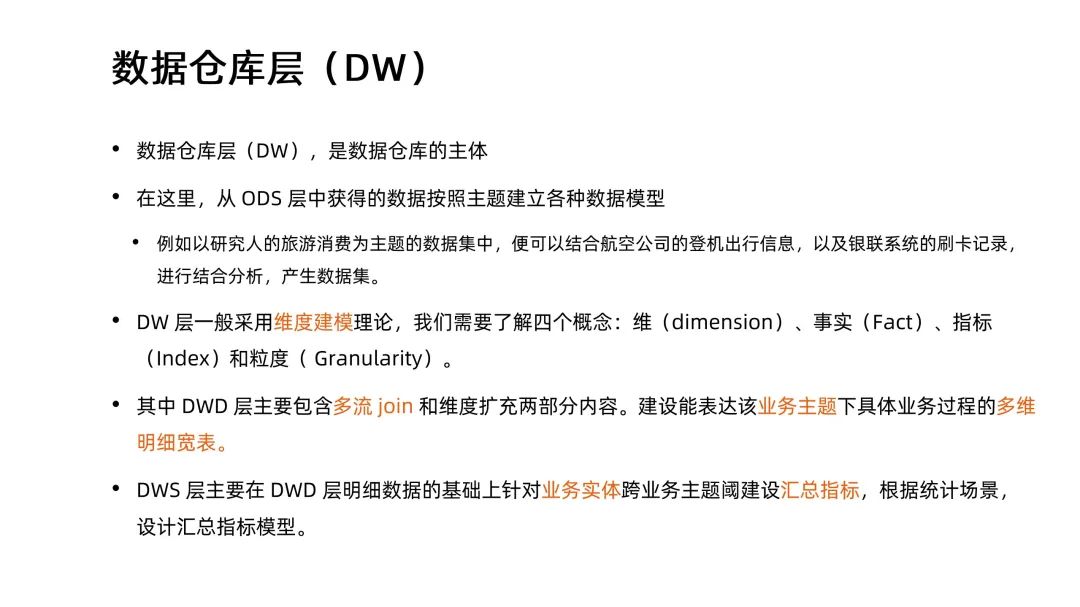 数据仓库层（DW）
• 数据仓库层（DW），是数据仓库的主体
• 在这里，从 ODS 层中获得的数据按照主题建立各种数据模型
• 例如以研究人的旅游消费为主题的数据集中，便可以结合航空公司的登机出行信息，以及银联系统的刷卡记录，
进行结合分析，产生数据集。
• DW 层一般采用维度建模理论，我们需要了解四个概念：维（dimension）、事实（Fact）、指标
（Index）和粒度（ Granularity）。
• 其中 DWD 层主要包含多流 join 和维度扩充两部分内容。建设能表达该业务主题下具体业务过程的多维
明细宽表。
• DWS 层主要在 DWD 层明细数据的基础上针对业务实体跨业务主题阈建设汇总指标，根据统计场景，
设计汇总指标模型。